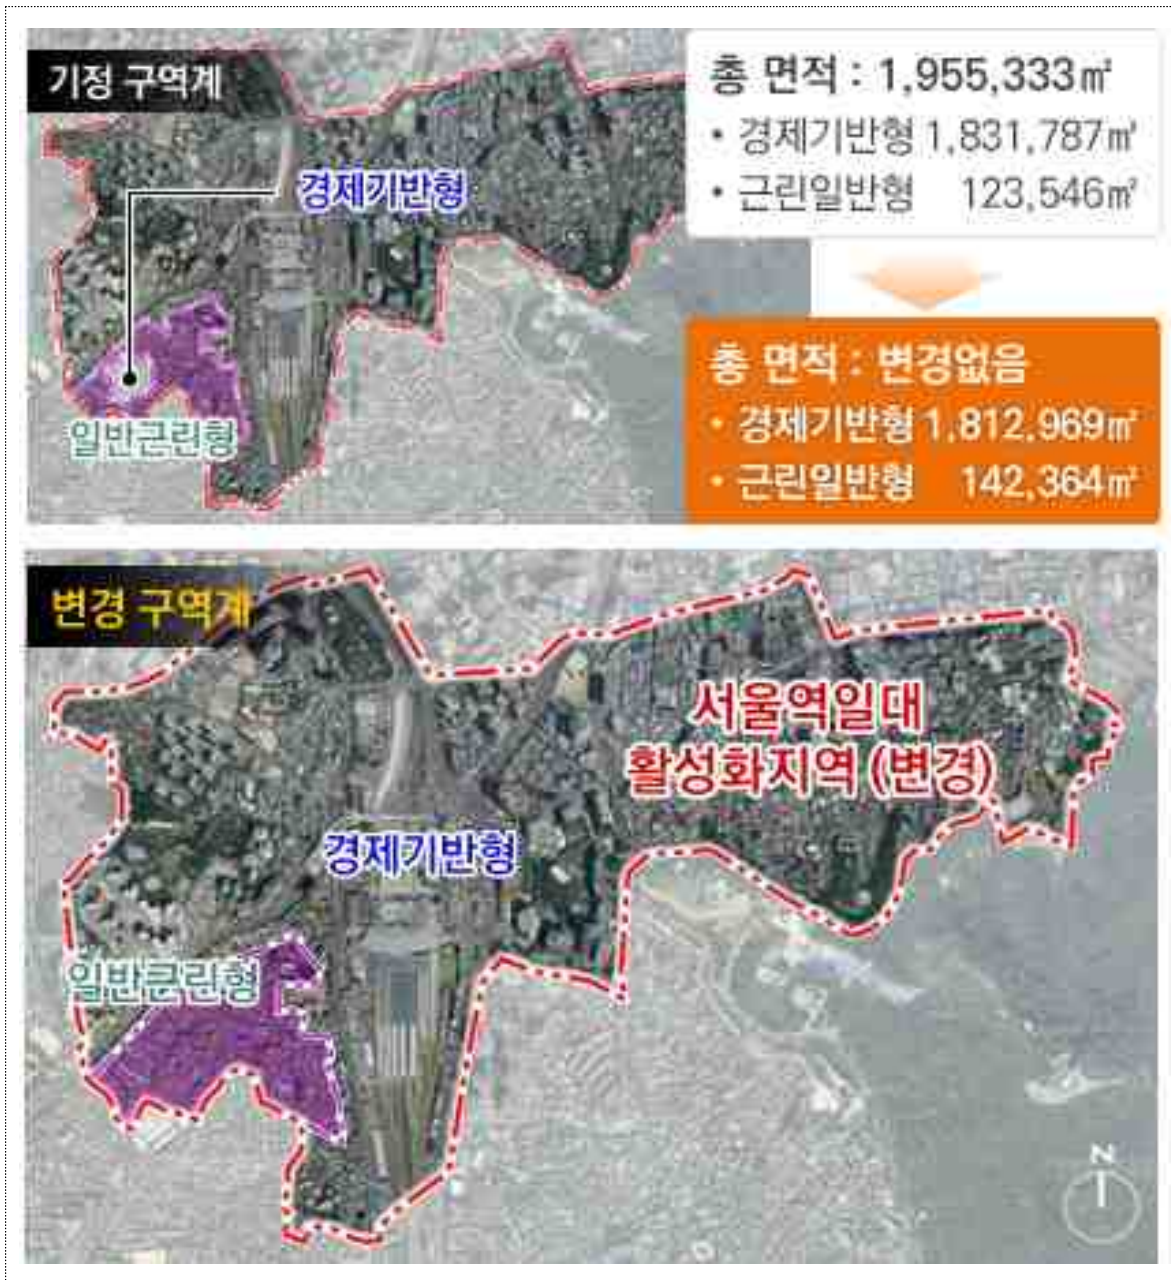 기정 구역계
총 면적 : 1,955,333㎡
• 경제기반형 1,831,787㎡
• 근린일반형 123,546㎡
경제기반형
일반근린형
총 면적 : 변경없음
• 경제기반형 1,812,969㎡
• 근린일반형 142,364㎡
변경 구역계
서울역일대
활성화지역 (변경)
경제기반형
일반근린형
N